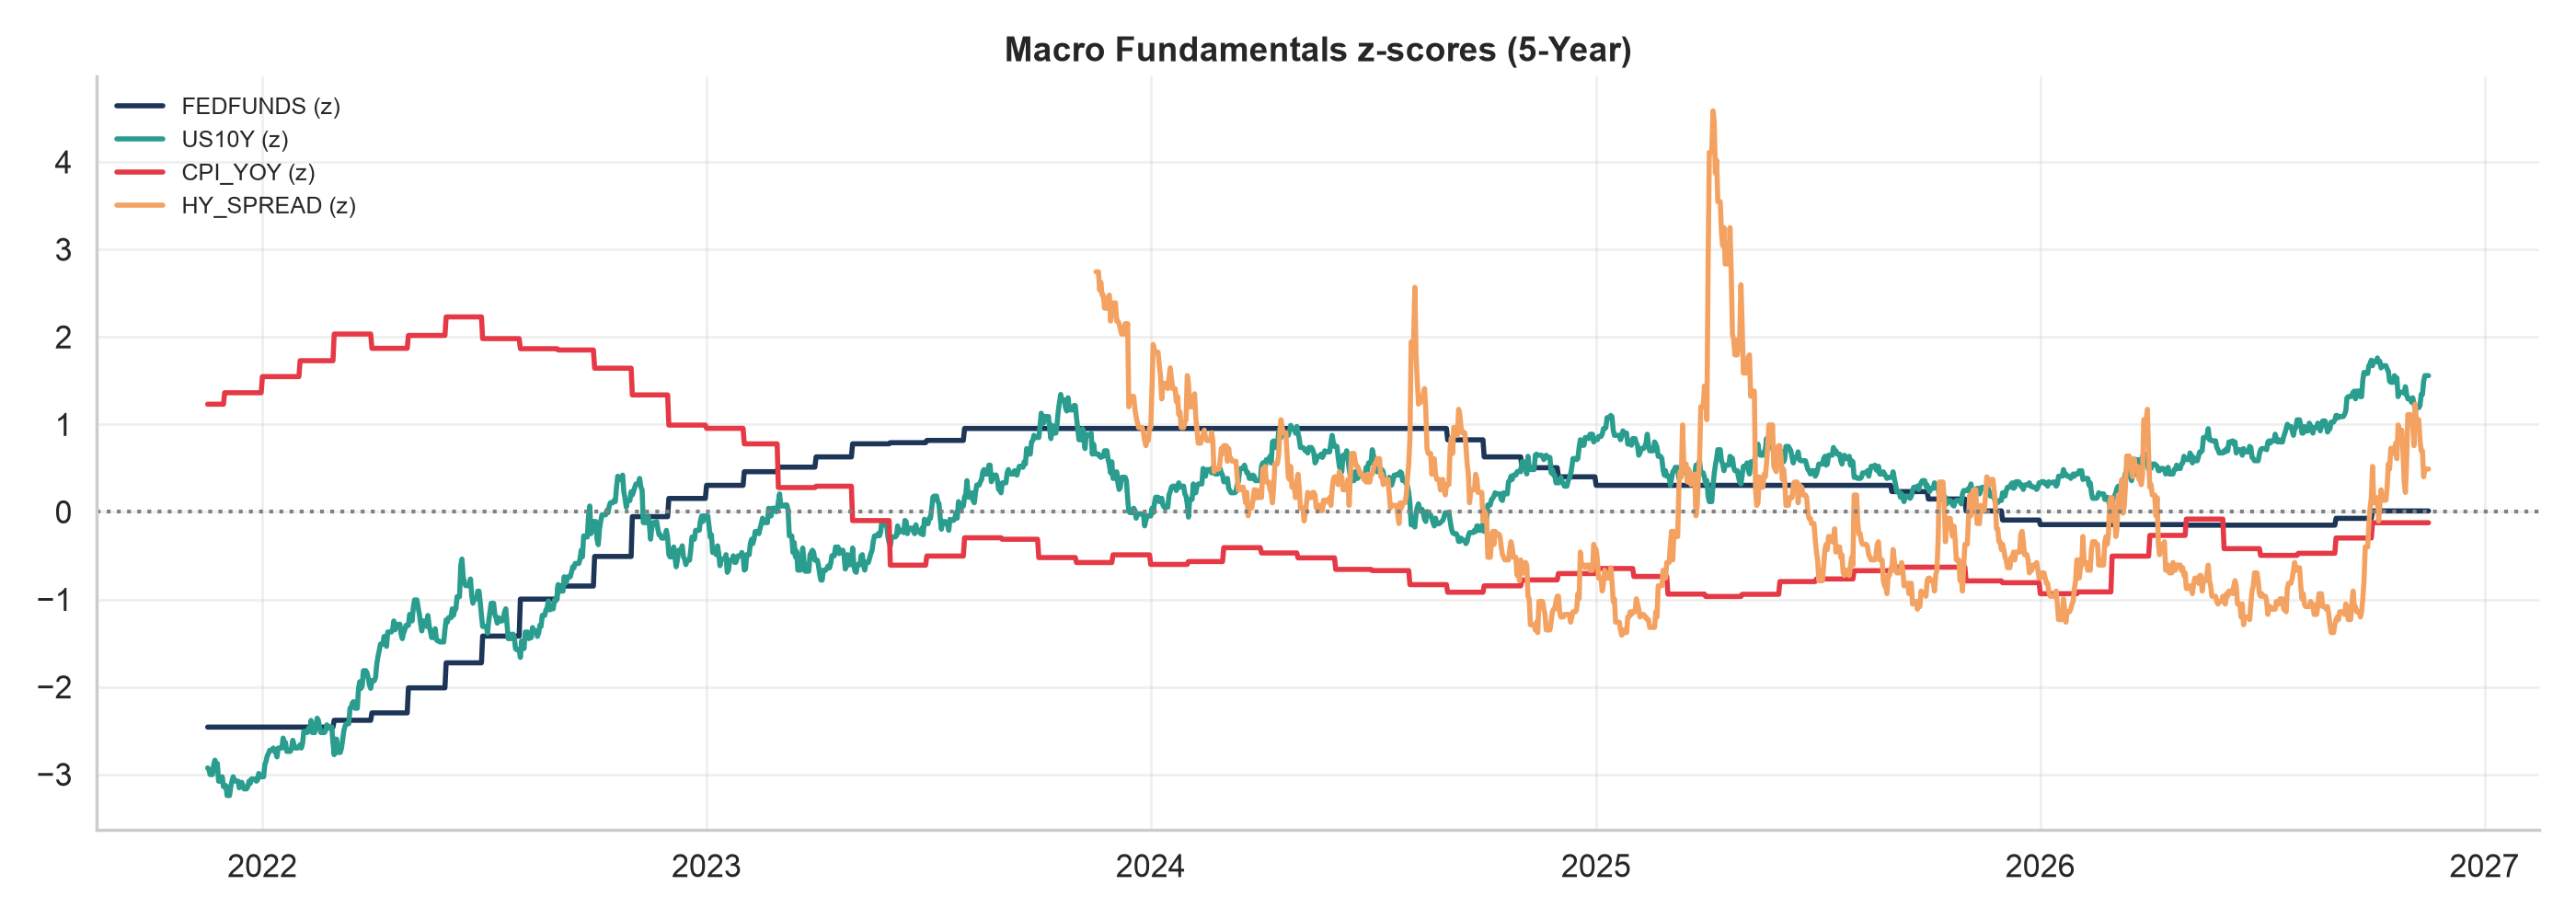 Macro Fundamentals z-scores (5-Year)
FEDFUNDS (z)
US10Y (z)
CPI_YOY (z)
HY_SPREAD (z)
4
3
2
1
0
−1
−2
−3
2022 2023 2024 2025 2026 2027